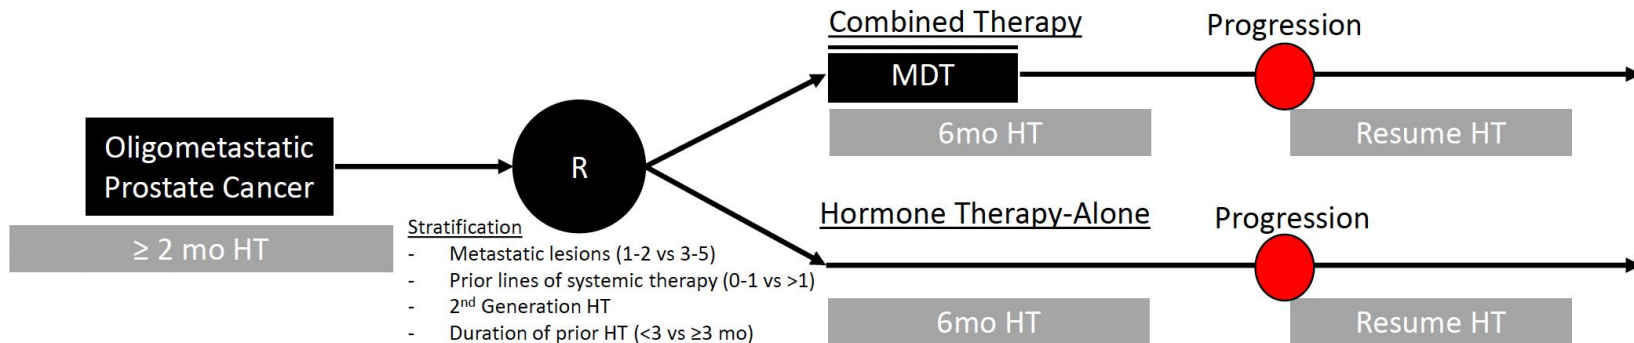 Oligometastatic
Prostate Cancer
≥ 2 mo HT
R
Stratification
- Metastatic lesions (1-2 vs 3-5)
- Prior lines of systemic therapy (0-1 vs >1)
- 2nd Generation HT
- Duration of prior HT (<3 vs ≥3 mo)
Combined Therapy
MDT
6mo HT
Progression
Resume HT
Hormone Therapy-Alone
6mo HT
Progression
Resume HT